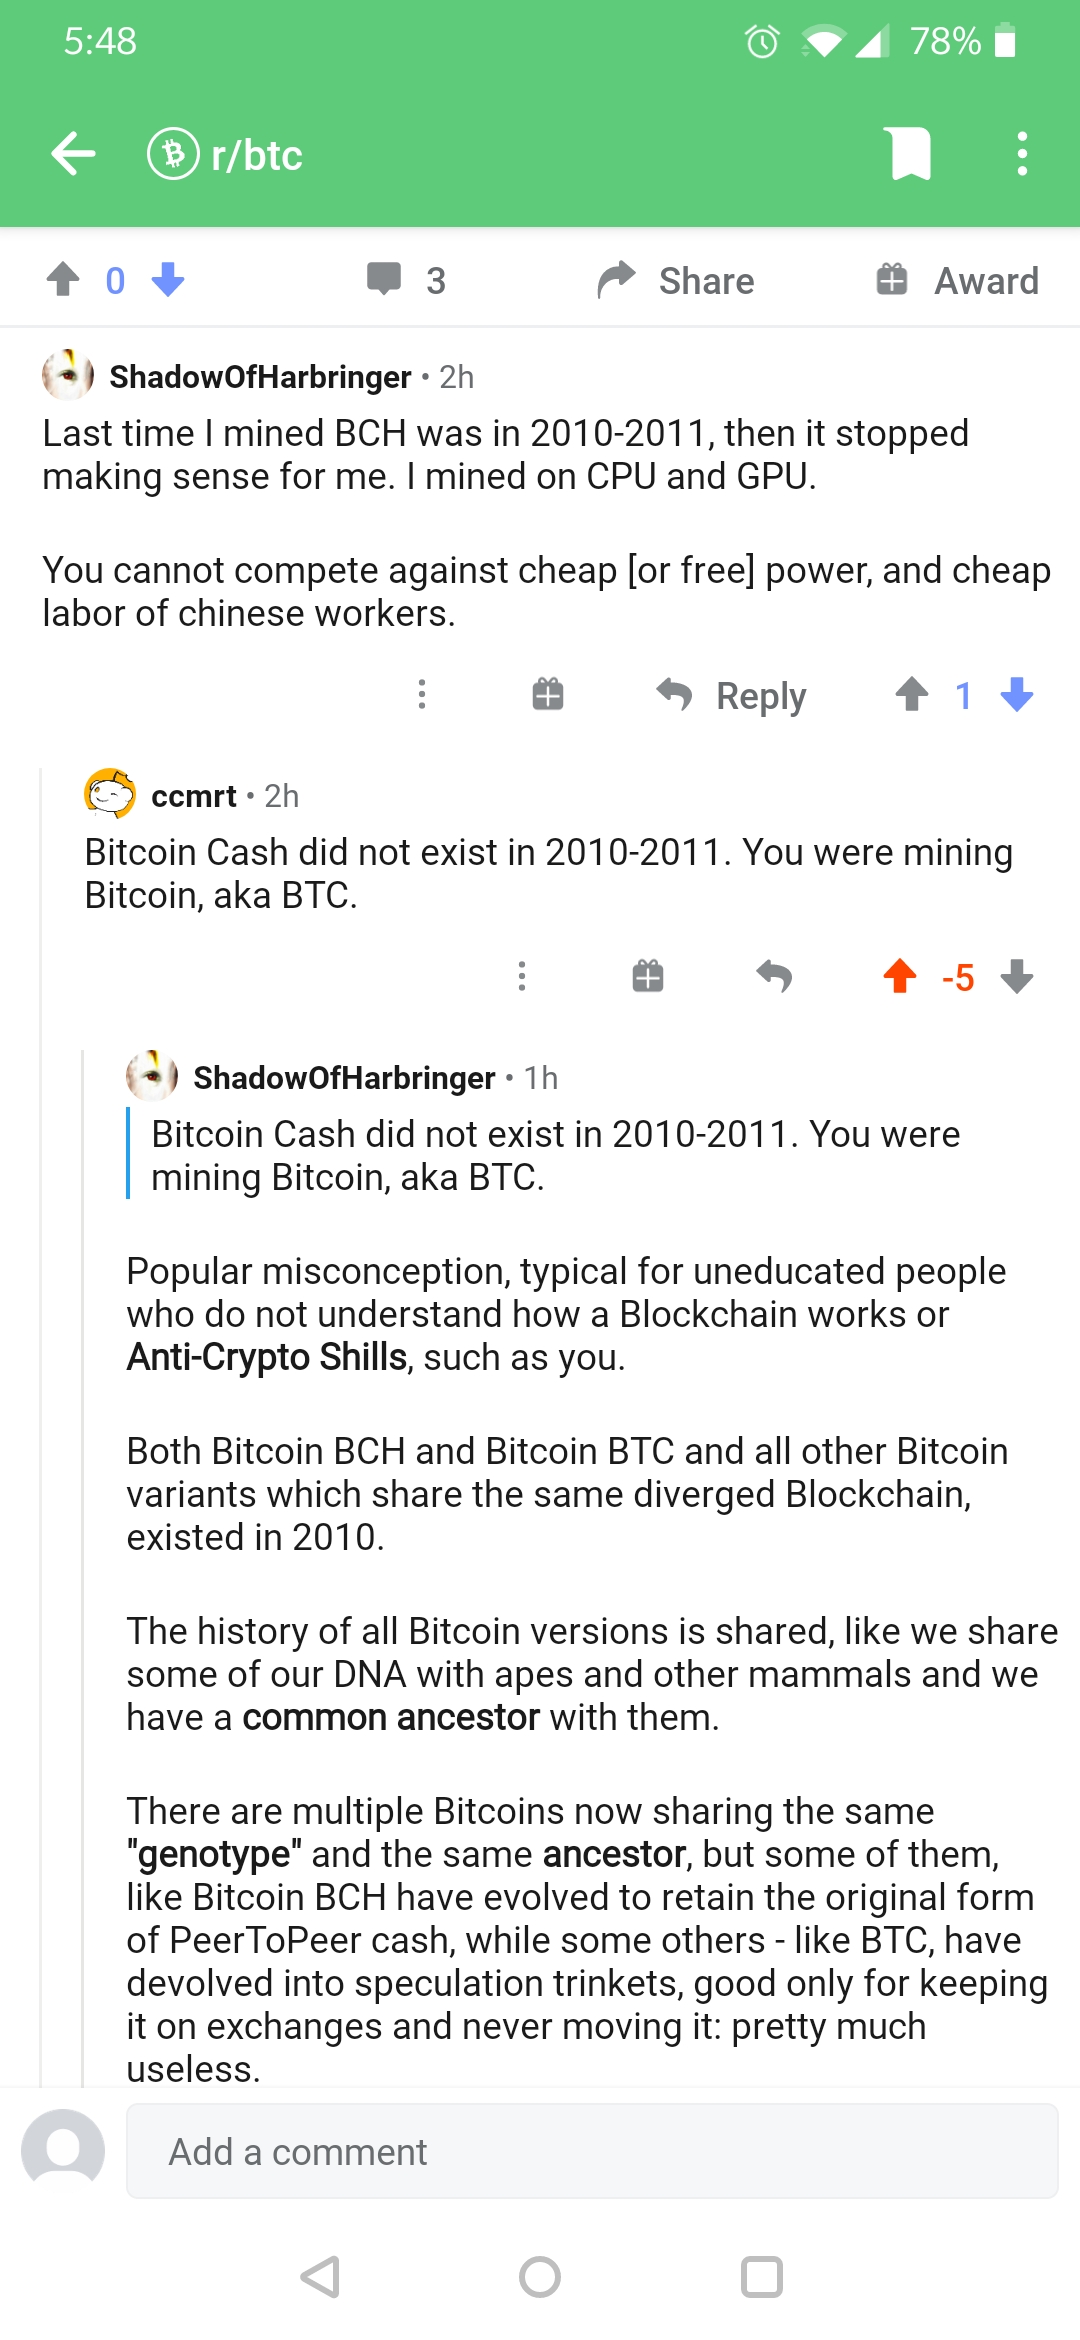 5:48
78%
r/btc
0
3
Share
Award
ShadowOfHarbringer • 2h
Last time I mined BCH was in 2010-2011, then it stopped
making sense for me. I mined on CPU and GPU.
You cannot compete against cheap [or free] power, and cheap
labor of chinese workers.
Reply
1
ccmrt • 2h
Bitcoin Cash did not exist in 2010-2011. You were mining
Bitcoin, aka BTC.
-5
ShadowOfHarbringer • 1h
Bitcoin Cash did not exist in 2010-2011. You were
mining Bitcoin, aka BTC.
Popular misconception, typical for uneducated people
who do not understand how a Blockchain works or
Anti-Crypto Shills, such as you.
Both Bitcoin BCH and Bitcoin BTC and all other Bitcoin
variants which share the same diverged Blockchain,
existed in 2010.
The history of all Bitcoin versions is shared, like we share
some of our DNA with apes and other mammals and we
have a common ancestor with them.
There are multiple Bitcoins now sharing the same
"genotype" and the same ancestor, but some of them,
like Bitcoin BCH have evolved to retain the original form
of PeerToPeer cash, while some others - like BTC, have
devolved into speculation trinkets, good only for keeping
it on exchanges and never moving it: pretty much
useless.
Add a comment